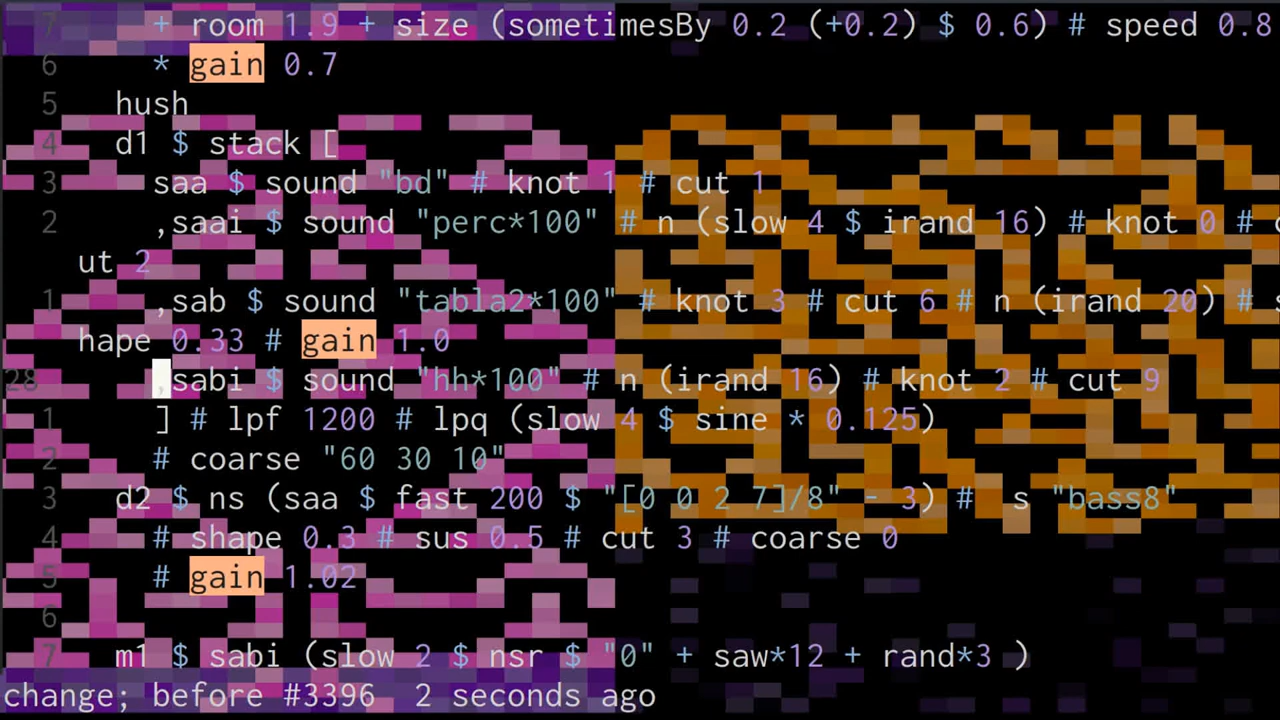 7 + room 1.9 + size (sometimesBy 0.2 (+0.2) $ 0.6) # speed 0.8
6 * gain 0.7
5 hush
4 d1 $ stack [
3 saa $ sound "bd" # knot 1 # cut 1
2 ,saai $ sound "perc*100" # n (slow 4 $ irand 16) # knot 0 # c
ut 2
1 ,sab $ sound "tabla2*100" # knot 3 # cut 6 # n (irand 20) # s
hape 0.33 # gain 1.0
28 ,sabi $ sound "hh*100" # n (irand 16) # knot 2 # cut 9
1 ] # lpf 1200 # lpq (slow 4 $ sine * 0.125)
2 # coarse "60 30 10"
3 d2 $ ns (saa $ fast 200 $ "[0 0 2 7]/8" - 3) # s "bass8"
4 # shape 0.3 # sus 0.5 # cut 3 # coarse 0
5 # gain 1.02
6
7 m1 $ sabi (slow 2 $ nsr $ "0" + saw*12 + rand*3 )
change; before #3396 2 seconds ago